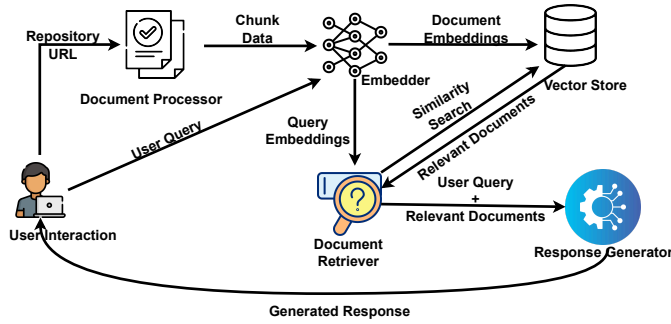 Repository
URL
Chunk
Data
Document
Embeddings
Document Processor
Embedder
Vector Store
User Query
Query
Embeddings
Similarity
Search
Relevant Documents
User Query
+
Relevant Documents
User Interaction
Document
Retriever
Response Generator
Generated Response